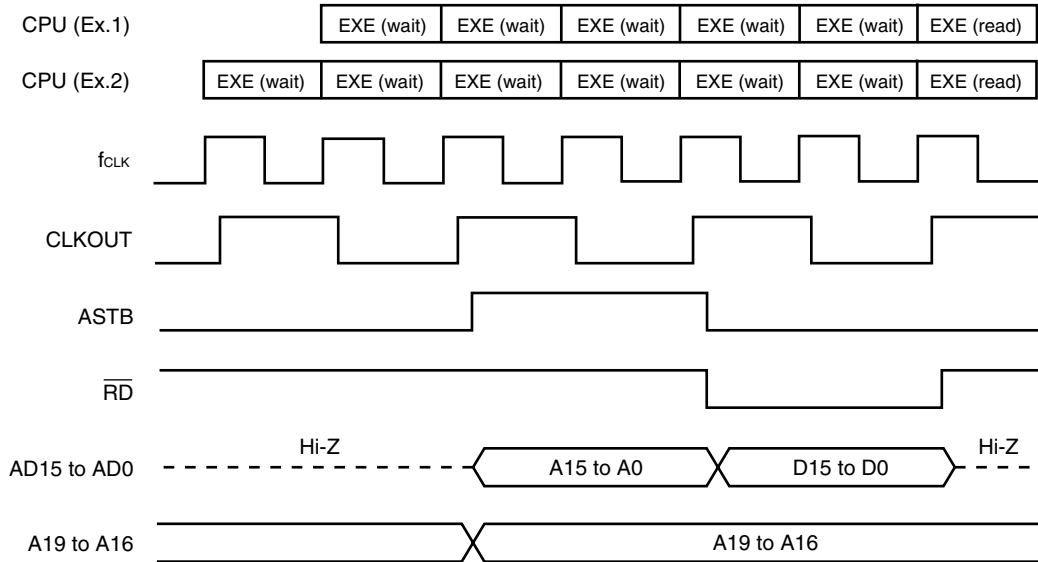 CPU (Ex.1) EXE (wait) EXE (wait) EXE (wait) EXE (wait) EXE (wait) EXE (read)
CPU (Ex.2) EXE (wait) EXE (wait) EXE (wait) EXE (wait) EXE (wait) EXE (wait) EXE (read)
fCLK
CLKOUT
ASTB
RD
AD15 to AD0 Hi-Z A15 to A0 D15 to D0 Hi-Z
A19 to A16 A19 to A16